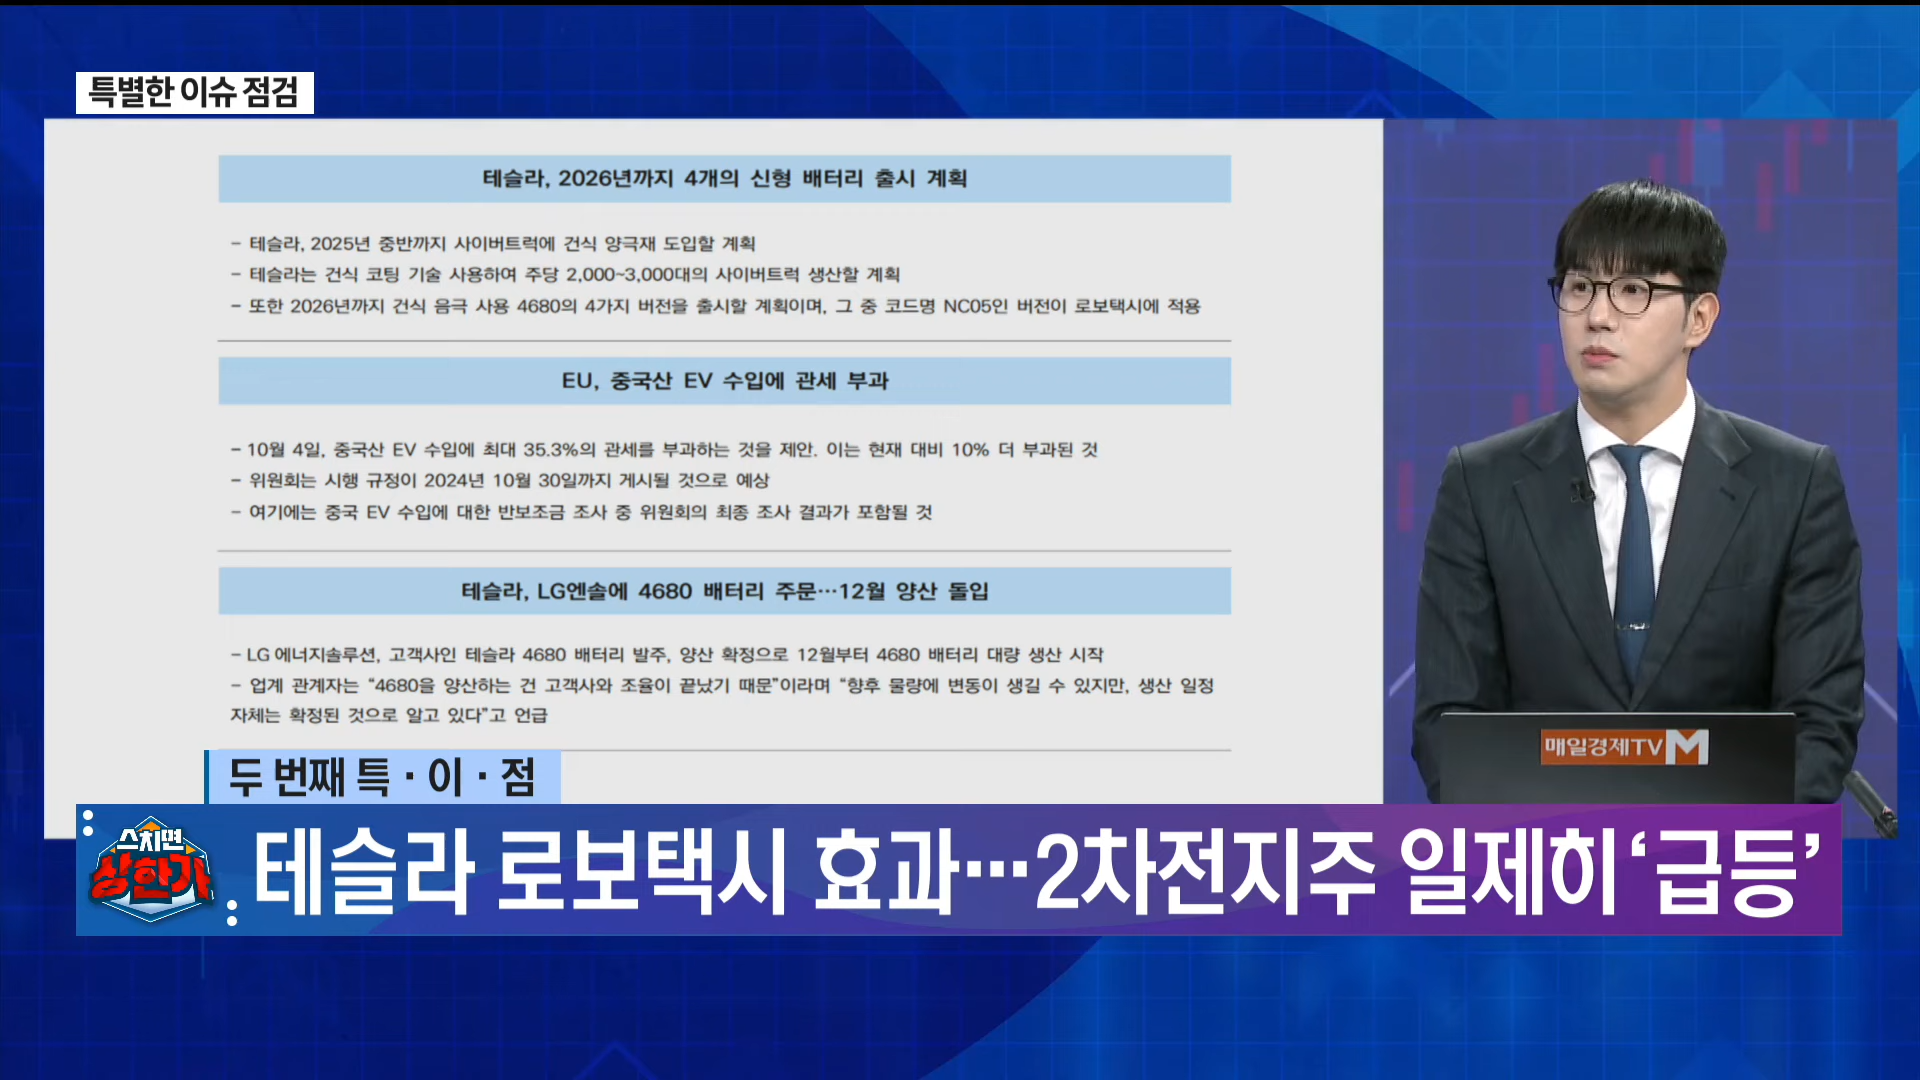 특별한 이슈 점검
테슬라, 2026년까지 4개의 신형 배터리 출시 계획
- 테슬라, 2025년 중반까지 사이버트럭에 건식 양극재 도입할 계획
- 테슬라는 건식 코팅 기술 사용하여 주당 2,000~3,000대의 사이버트럭 생산할 계획
- 또한 2026년까지 건식 음극 사용 4680의 4가지 버전을 출시할 계획이며, 그 중 코드명 NC05인 버전이 로보택시에 적용
EU, 중국산 EV 수입에 관세 부과
- 10월 4일, 중국산 EV 수입에 최대 35.3%의 관세를 부과하는 것을 제안. 이는 현재 대비 10% 더 부과된 것
- 위원회는 시행 규정이 2024년 10월 30일까지 게시될 것으로 예상
- 여기에는 중국 EV 수입에 대한 반보조금 조사 중 위원회의 최종 조사 결과가 포함될 것
테슬라, LG엔솔에 4680 배터리 주문…12월 양산 돌입
- LG에너지솔루션, 고객사인 테슬라 4680 배터리 발주, 양산 확정으로 12월부터 4680 배터리 대량 생산 시작
- 업계 관계자는 “4680을 양산하는 건 고객사와 조율이 끝났기 때문”이라며 “향후 물량에 변동이 생길 수 있지만, 생산 일정
자체는 확정된 것으로 알고 있다”고 언급
매일경제TV M
두 번째 특·이·점
스치면
상한가
테슬라 로보택시 효과…2차전지주 일제히 ‘급등’